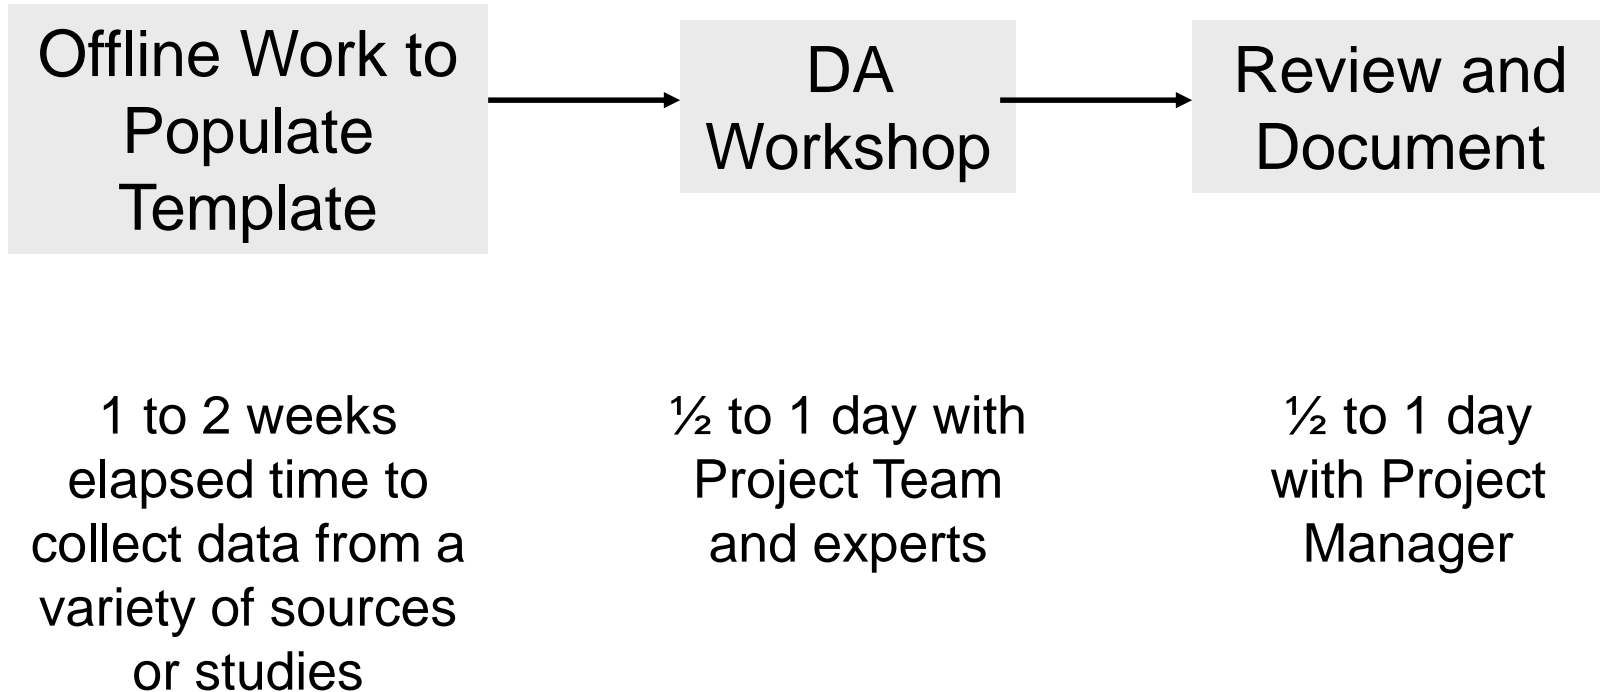 Offline Work to
Populate
Template
DA
Workshop
Review and
Document
1 to 2 weeks
elapsed time to
collect data from a
variety of sources
or studies
½ to 1 day with
Project Team
and experts
½ to 1 day
with Project
Manager